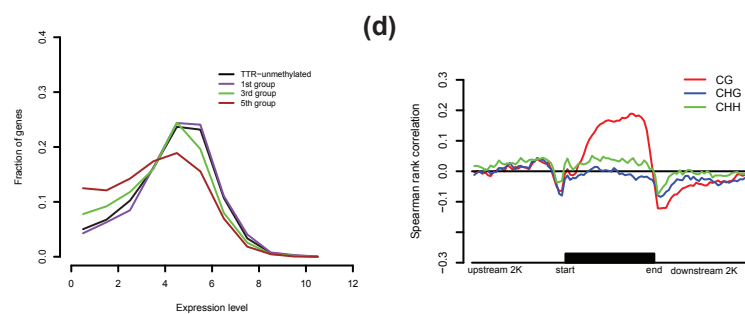 (d)
0.4
0.3
0.2
0.1
0.0
Fraction of genes
TTR−unmethylated
1st group
3rd group
5th group
0 2 4 6 8 10 12
Expression level
0.3
0.2
0.1
0.0
−0.1
−0.3
Spearman rank correlation
CG
CHG
CHH
upstream 2K start end downstream 2K